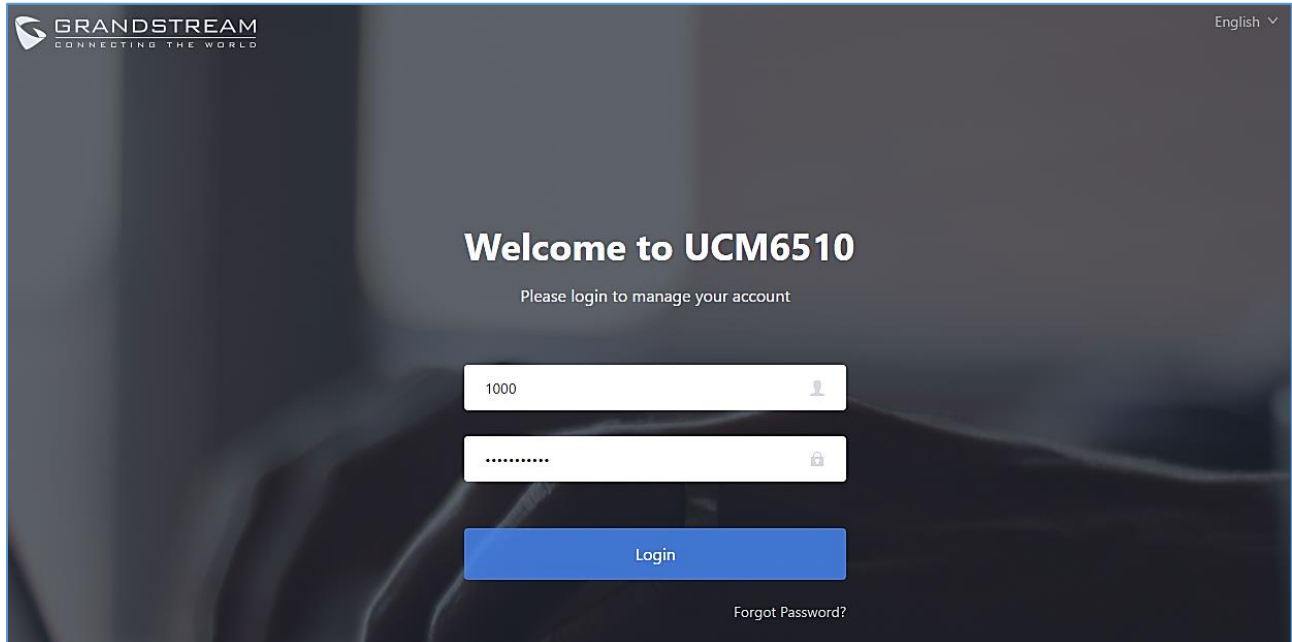 GRANDSTREAM
CONNECTING THE WORLD
English
Welcome to UCM6510
Please login to manage your account
1000
•••••••••••
Login
Forgot Password?